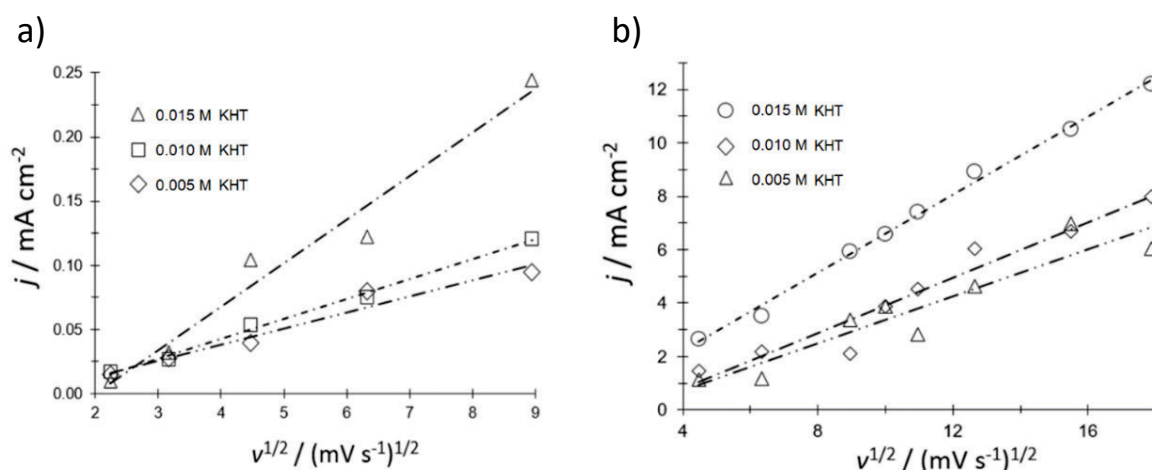 a)
j / mA cm⁻²
0.25
0.20
0.15
0.10
0.05
0.00
0.015 M KHT
0.010 M KHT
0.005 M KHT
2 3 4 5 6 7 8 9
v¹/² / (mV s⁻¹)¹/²
b)
j / mA cm⁻²
12
10
8
6
4
2
0
0.015 M KHT
0.010 M KHT
0.005 M KHT
4 8 12 16
v¹/² / (mV s⁻¹)¹/²